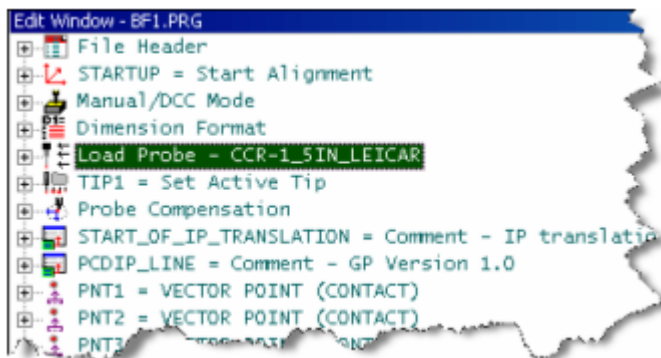 Edit Window - BF1.PRG
File Header
STARTUP = Start Alignment
Manual/DCC Mode
Dimension Format
Load Probe - CCR-1_5IN_LEICAR
TIP1 = Set Active Tip
Probe Compensation
START_OF_IP_TRANSLATION = Comment - IP translatio
PCDIP_LINE = Comment - GP Version 1.0
PNT1 = VECTOR POINT (CONTACT)
PNT2 = VECTOR POINT (CONTACT)
PNT3